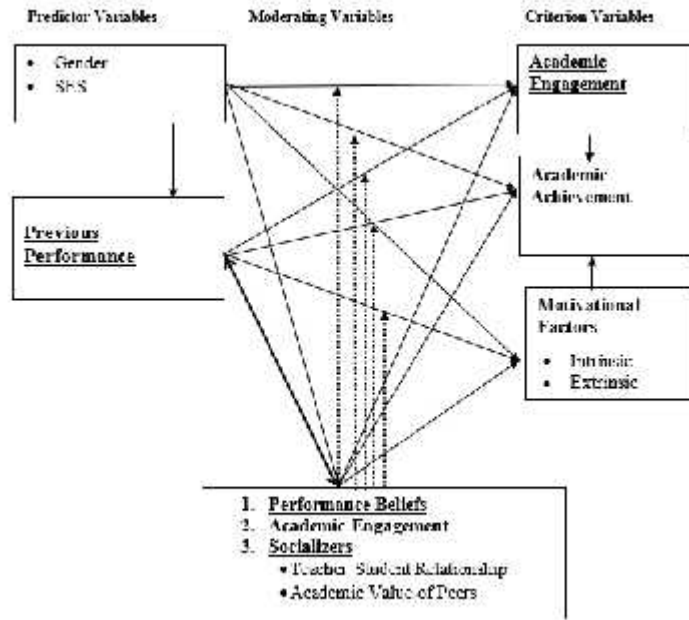 Predictor Variables
Moderating Variables
Criterion Variables
• Gender
• SES
Academic
Engagement
Academic
Achievement
Previous
Performance
Motivational
Factors
• Intrinsic
• Extrinsic
1. Performance Beliefs
2. Academic Engagement
3. Socializers
• Teacher Student Relationship
• Academic Value of Peers